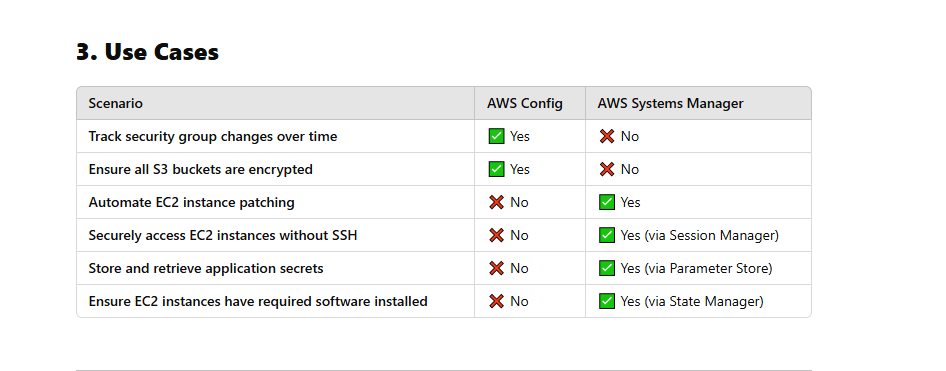 3. Use Cases
Scenario AWS Config AWS Systems Manager
Track security group changes over time ✅ Yes ❌ No
Ensure all S3 buckets are encrypted ✅ Yes ❌ No
Automate EC2 instance patching ❌ No ✅ Yes
Securely access EC2 instances without SSH ❌ No ✅ Yes (via Session Manager)
Store and retrieve application secrets ❌ No ✅ Yes (via Parameter Store)
Ensure EC2 instances have required software installed ❌ No ✅ Yes (via State Manager)